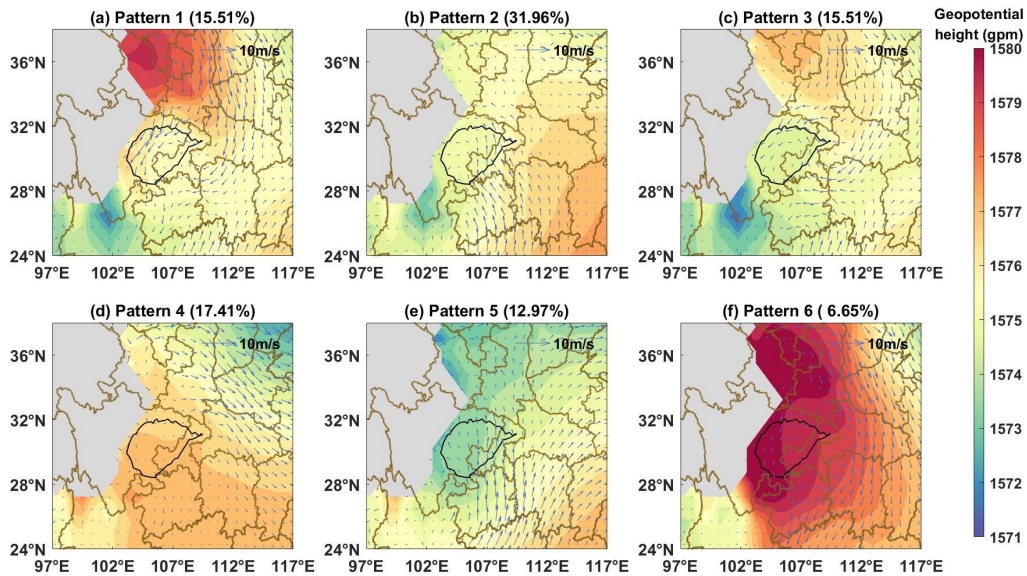 (a) Pattern 1 (15.51%)
(b) Pattern 2 (31.96%)
(c) Pattern 3 (15.51%)
Geopotential
height (gpm)
10m/s
10m/s
10m/s
36°N
32°N
28°N
24°N
97°E 102°E 107°E 112°E 117°E
36°N
32°N
28°N
24°N
97°E 102°E 107°E 112°E 117°E
36°N
32°N
28°N
24°N
97°E 102°E 107°E 112°E 117°E
(d) Pattern 4 (17.41%)
(e) Pattern 5 (12.97%)
(f) Pattern 6 ( 6.65%)
10m/s
10m/s
10m/s
36°N
32°N
28°N
24°N
97°E 102°E 107°E 112°E 117°E
36°N
32°N
28°N
24°N
97°E 102°E 107°E 112°E 117°E
36°N
32°N
28°N
24°N
97°E 102°E 107°E 112°E 117°E
1580
1579
1578
1577
1576
1575
1574
1573
1572
1571